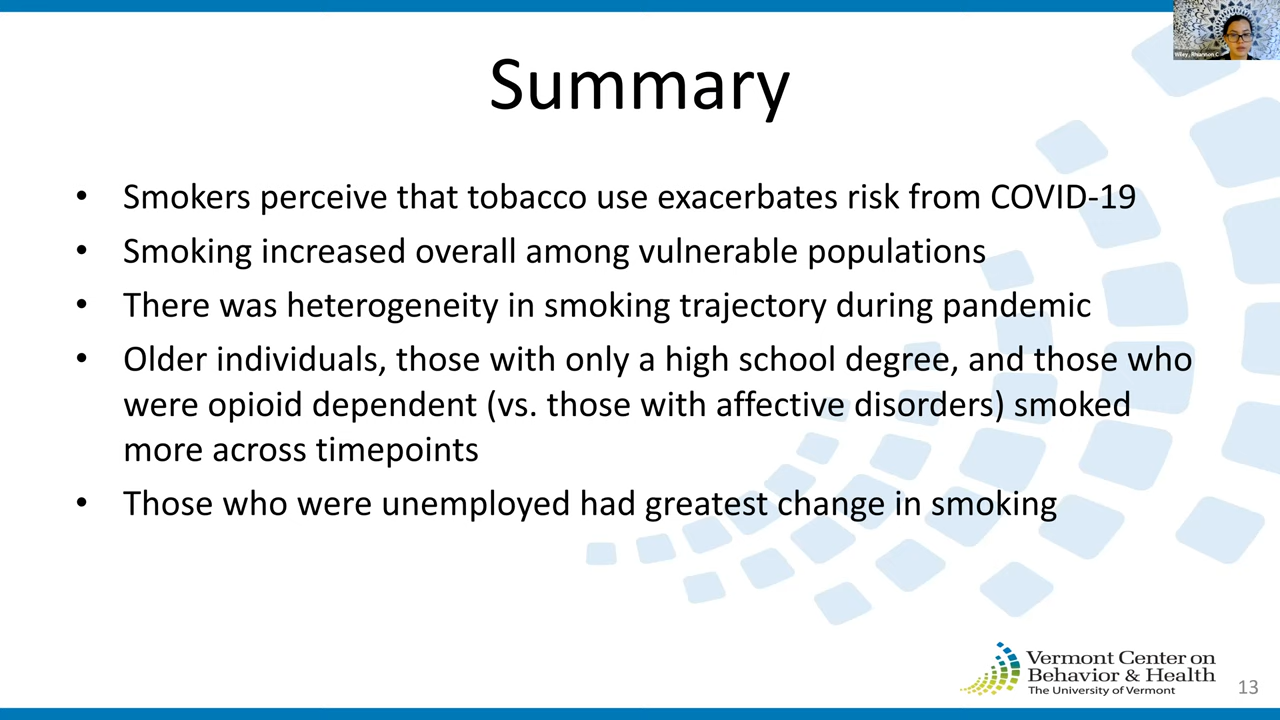 Wiley, Rhiannon C
Summary
• Smokers perceive that tobacco use exacerbates risk from COVID-19
• Smoking increased overall among vulnerable populations
• There was heterogeneity in smoking trajectory during pandemic
• Older individuals, those with only a high school degree, and those who
were opioid dependent (vs. those with affective disorders) smoked
more across timepoints
• Those who were unemployed had greatest change in smoking
Vermont Center on
Behavior & Health
The University of Vermont
13